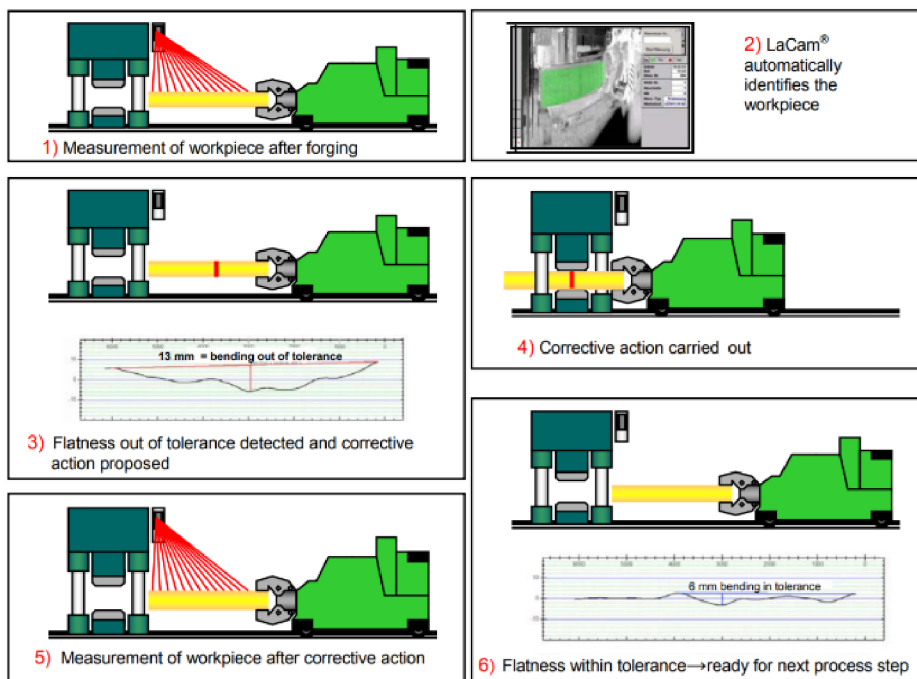 1) Measurement of workpiece after forging
2) LaCam®
automatically
identifies the
workpiece
13 mm = bending out of tolerance
3) Flatness out of tolerance detected and corrective
action proposed
4) Corrective action carried out
5) Measurement of workpiece after corrective action
6 mm bending in tolerance
6) Flatness within tolerance→ready for next process step